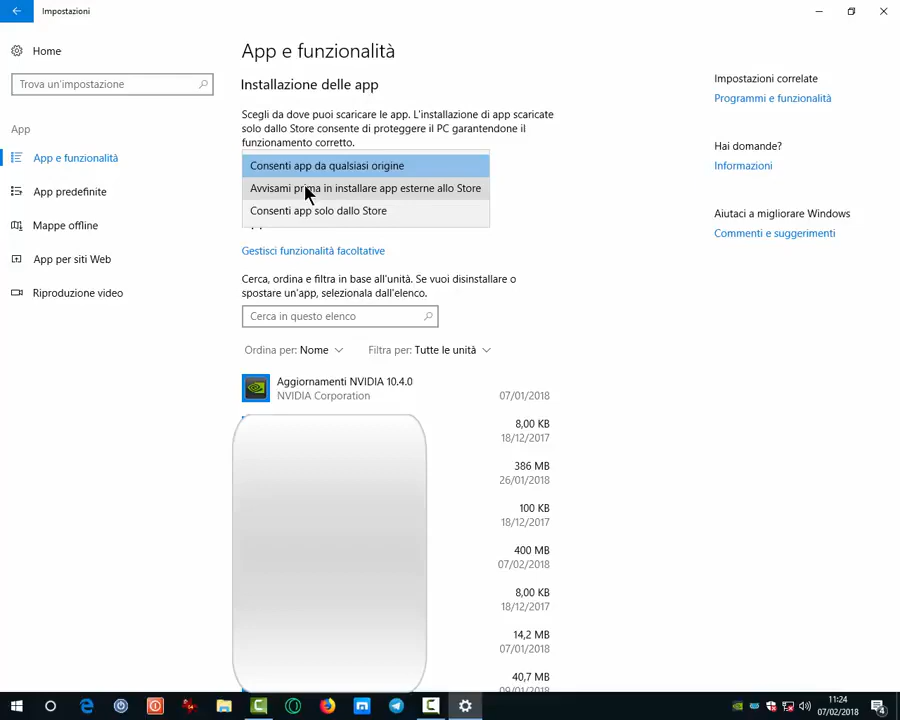 Impostazioni
Home
Trova un'impostazione
App
App e funzionalità
App predefinite
Mappe offline
App per siti Web
Riproduzione video
App e funzionalità
Installazione delle app
Scegli da dove puoi scaricare le app. L'installazione di app scaricate
solo dallo Store consente di proteggere il PC garantendone il
funzionamento corretto.
Consenti app da qualsiasi origine
Avvisami prima in installare app esterne allo Store
Consenti app solo dallo Store
Gestisci funzionalità facoltative
Cerca, ordina e filtra in base all'unità. Se vuoi disinstallare o
spostare un'app, selezionala dall'elenco.
Cerca in questo elenco
Ordina per: Nome Filtra per: Tutte le unità
Aggiornamenti NVIDIA 10.4.0
NVIDIA Corporation 07/01/2018
8,00 KB
18/12/2017
386 MB
26/01/2018
100 KB
18/12/2017
400 MB
07/02/2018
8,00 KB
18/12/2017
14,2 MB
07/01/2018
40,7 MB
09/01/2018
Impostazioni correlate
Programmi e funzionalità
Hai domande?
Informazioni
Aiutaci a migliorare Windows
Commenti e suggerimenti
11:24
07/02/2018
4